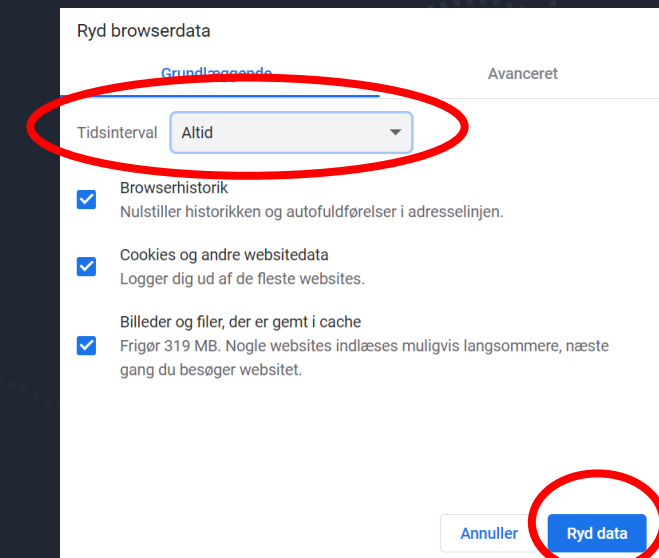 Ryd browserdata
Grundlæggende Avanceret
Tidsinterval Altid
Browserhistorik
Nulstiller historikken og autofuldførelser i adresselinjen.
Cookies og andre websitedata
Logger dig ud af de fleste websites.
Billeder og filer, der er gemt i cache
Frigør 319 MB. Nogle websites indlæses muligvis langsommere, næste
gang du besøger websitet.
Annuller Ryd data